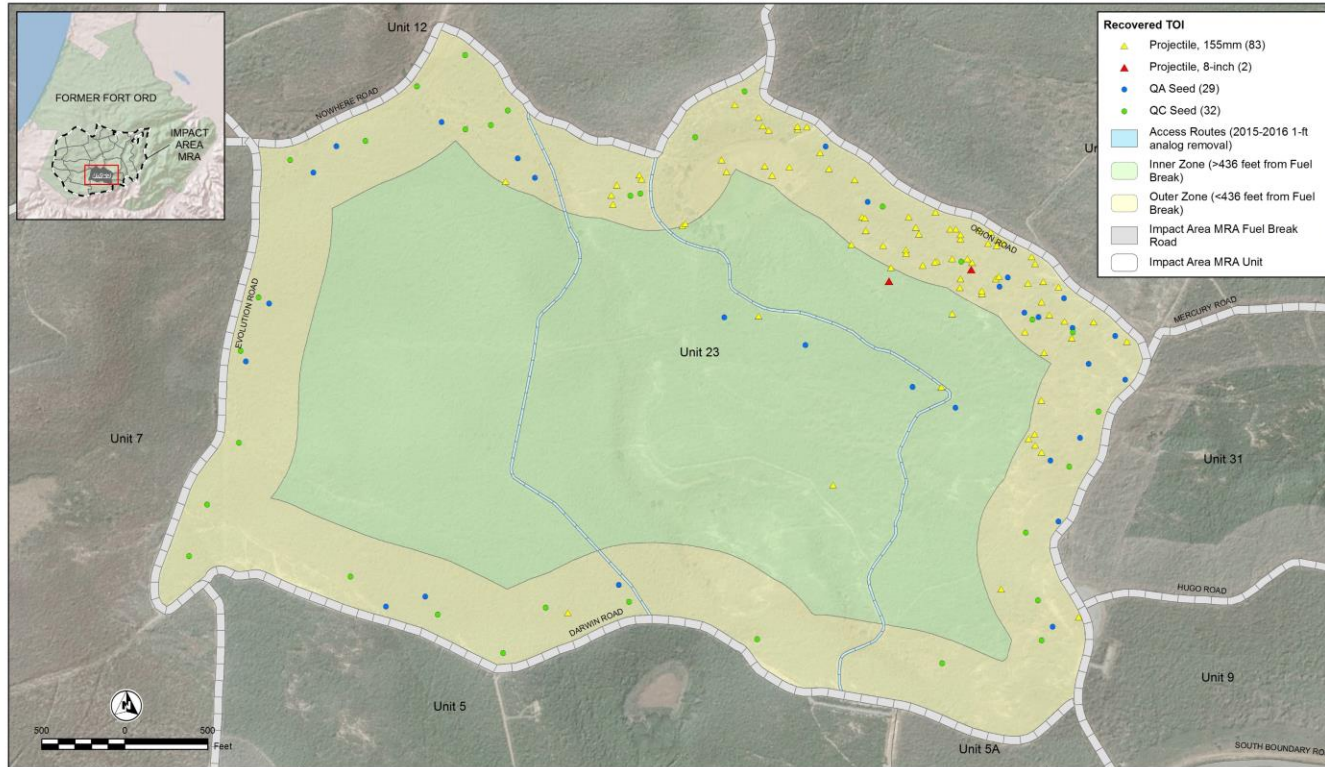 FORMER FORT ORD
IMPACT
AREA
MRA
Unit 12
NOWHERE ROAD
EVOLUTION ROAD
Unit 7
Unit 23
ORION ROAD
MERCURY ROAD
Unit 31
HUGO ROAD
Unit 9
DARWIN ROAD
Unit 5
Unit 5A
SOUTH BOUNDARY
500
0
500
Feet
Recovered TOI
Projectile, 155mm (83)
Projectile, 8-inch (2)
QA Seed (29)
QC Seed (32)
Access Routes (2015-2016 1-ft
analog removal)
Inner Zone (>436 feet from Fuel
Break)
Outer Zone (<436 feet from Fuel
Break)
Impact Area MRA Fuel Break
Road
Impact Area MRA Unit